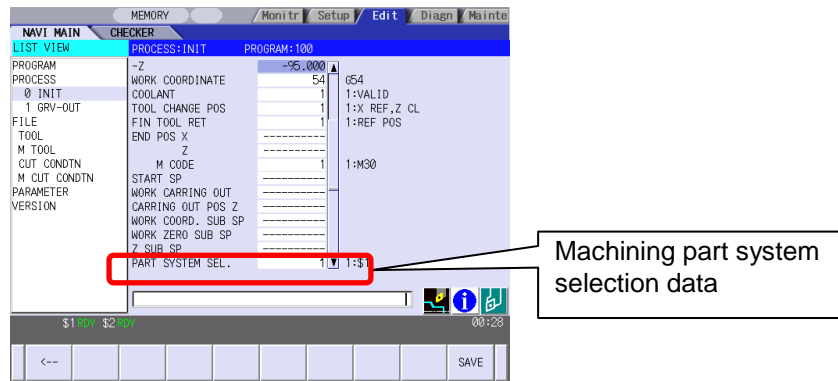 MEMORY Monitr Setup Edit Diagn Mainte
NAVI MAIN CHECKER
LIST VIEW PROCESS:INIT PROGRAM:100
PROGRAM -Z -95.000
PROCESS WORK COORDINATE 54 G54
0 INIT COOLANT 1 1:VALID
1 GRV-OUT TOOL CHANGE POS 1 1:X REF,Z CL
FILE FIN TOOL RET 1 1:REF POS
TOOL END POS X ----------
M TOOL Z ----------
CUT CONDTN M CODE 1 1:M30
M CUT CONDTN START SP ----------
PARAMETER WORK CARRING OUT ----------
VERSION CARRING OUT POS Z ----------
WORK COORD. SUB SP ----------
WORK ZERO SUB SP ----------
Z SUB SP ----------
PART SYSTEM SEL. 1 1:$1
Machining part system
selection data
$1 RDY $2 RDY 00:28
<-- SAVE